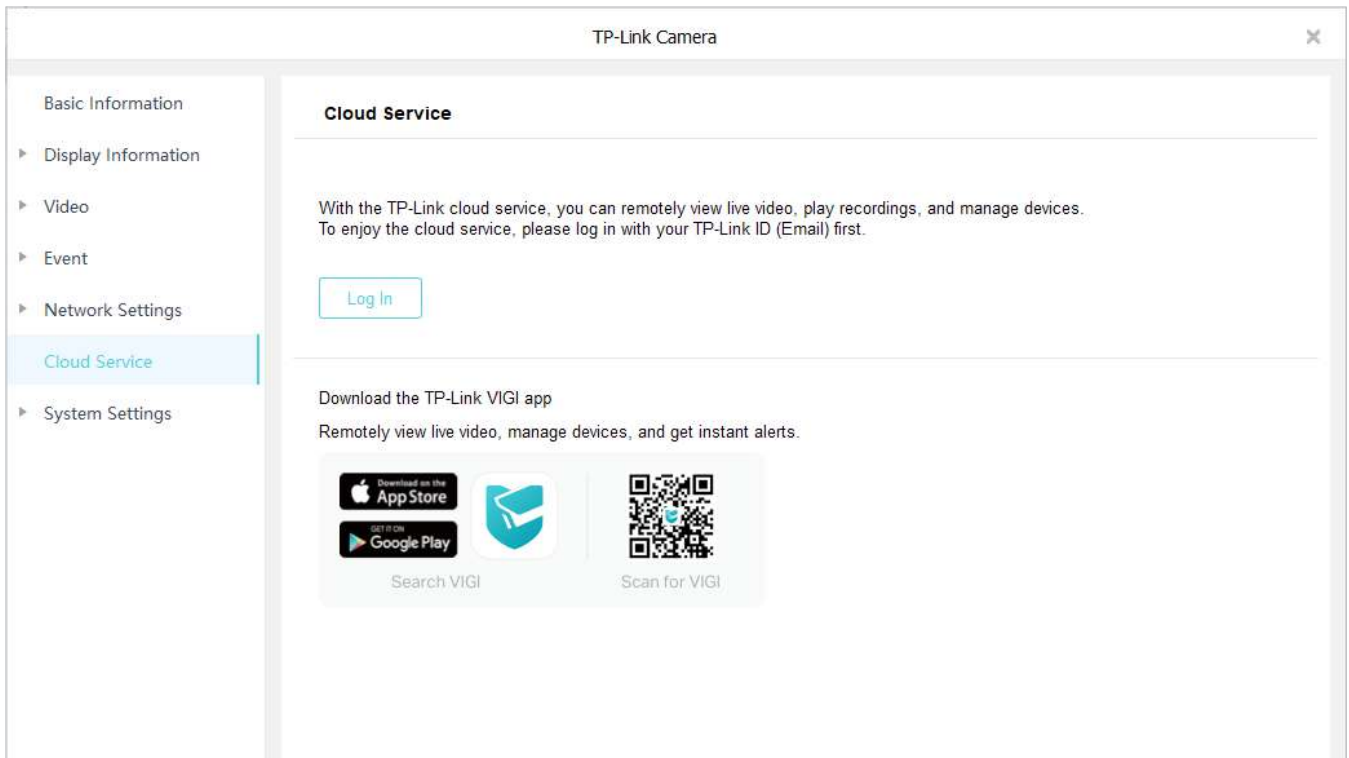 TP-Link Camera
Basic Information
Display Information
Video
Event
Network Settings
Cloud Service
System Settings
Cloud Service
With the TP-Link cloud service, you can remotely view live video, play recordings, and manage devices.
To enjoy the cloud service, please log in with your TP-Link ID (Email) first.
Log In
Download the TP-Link VIGI app
Remotely view live video, manage devices, and get instant alerts.
Download on the
App Store
GET IT ON
Google Play
Search VIGI
Scan for VIGI